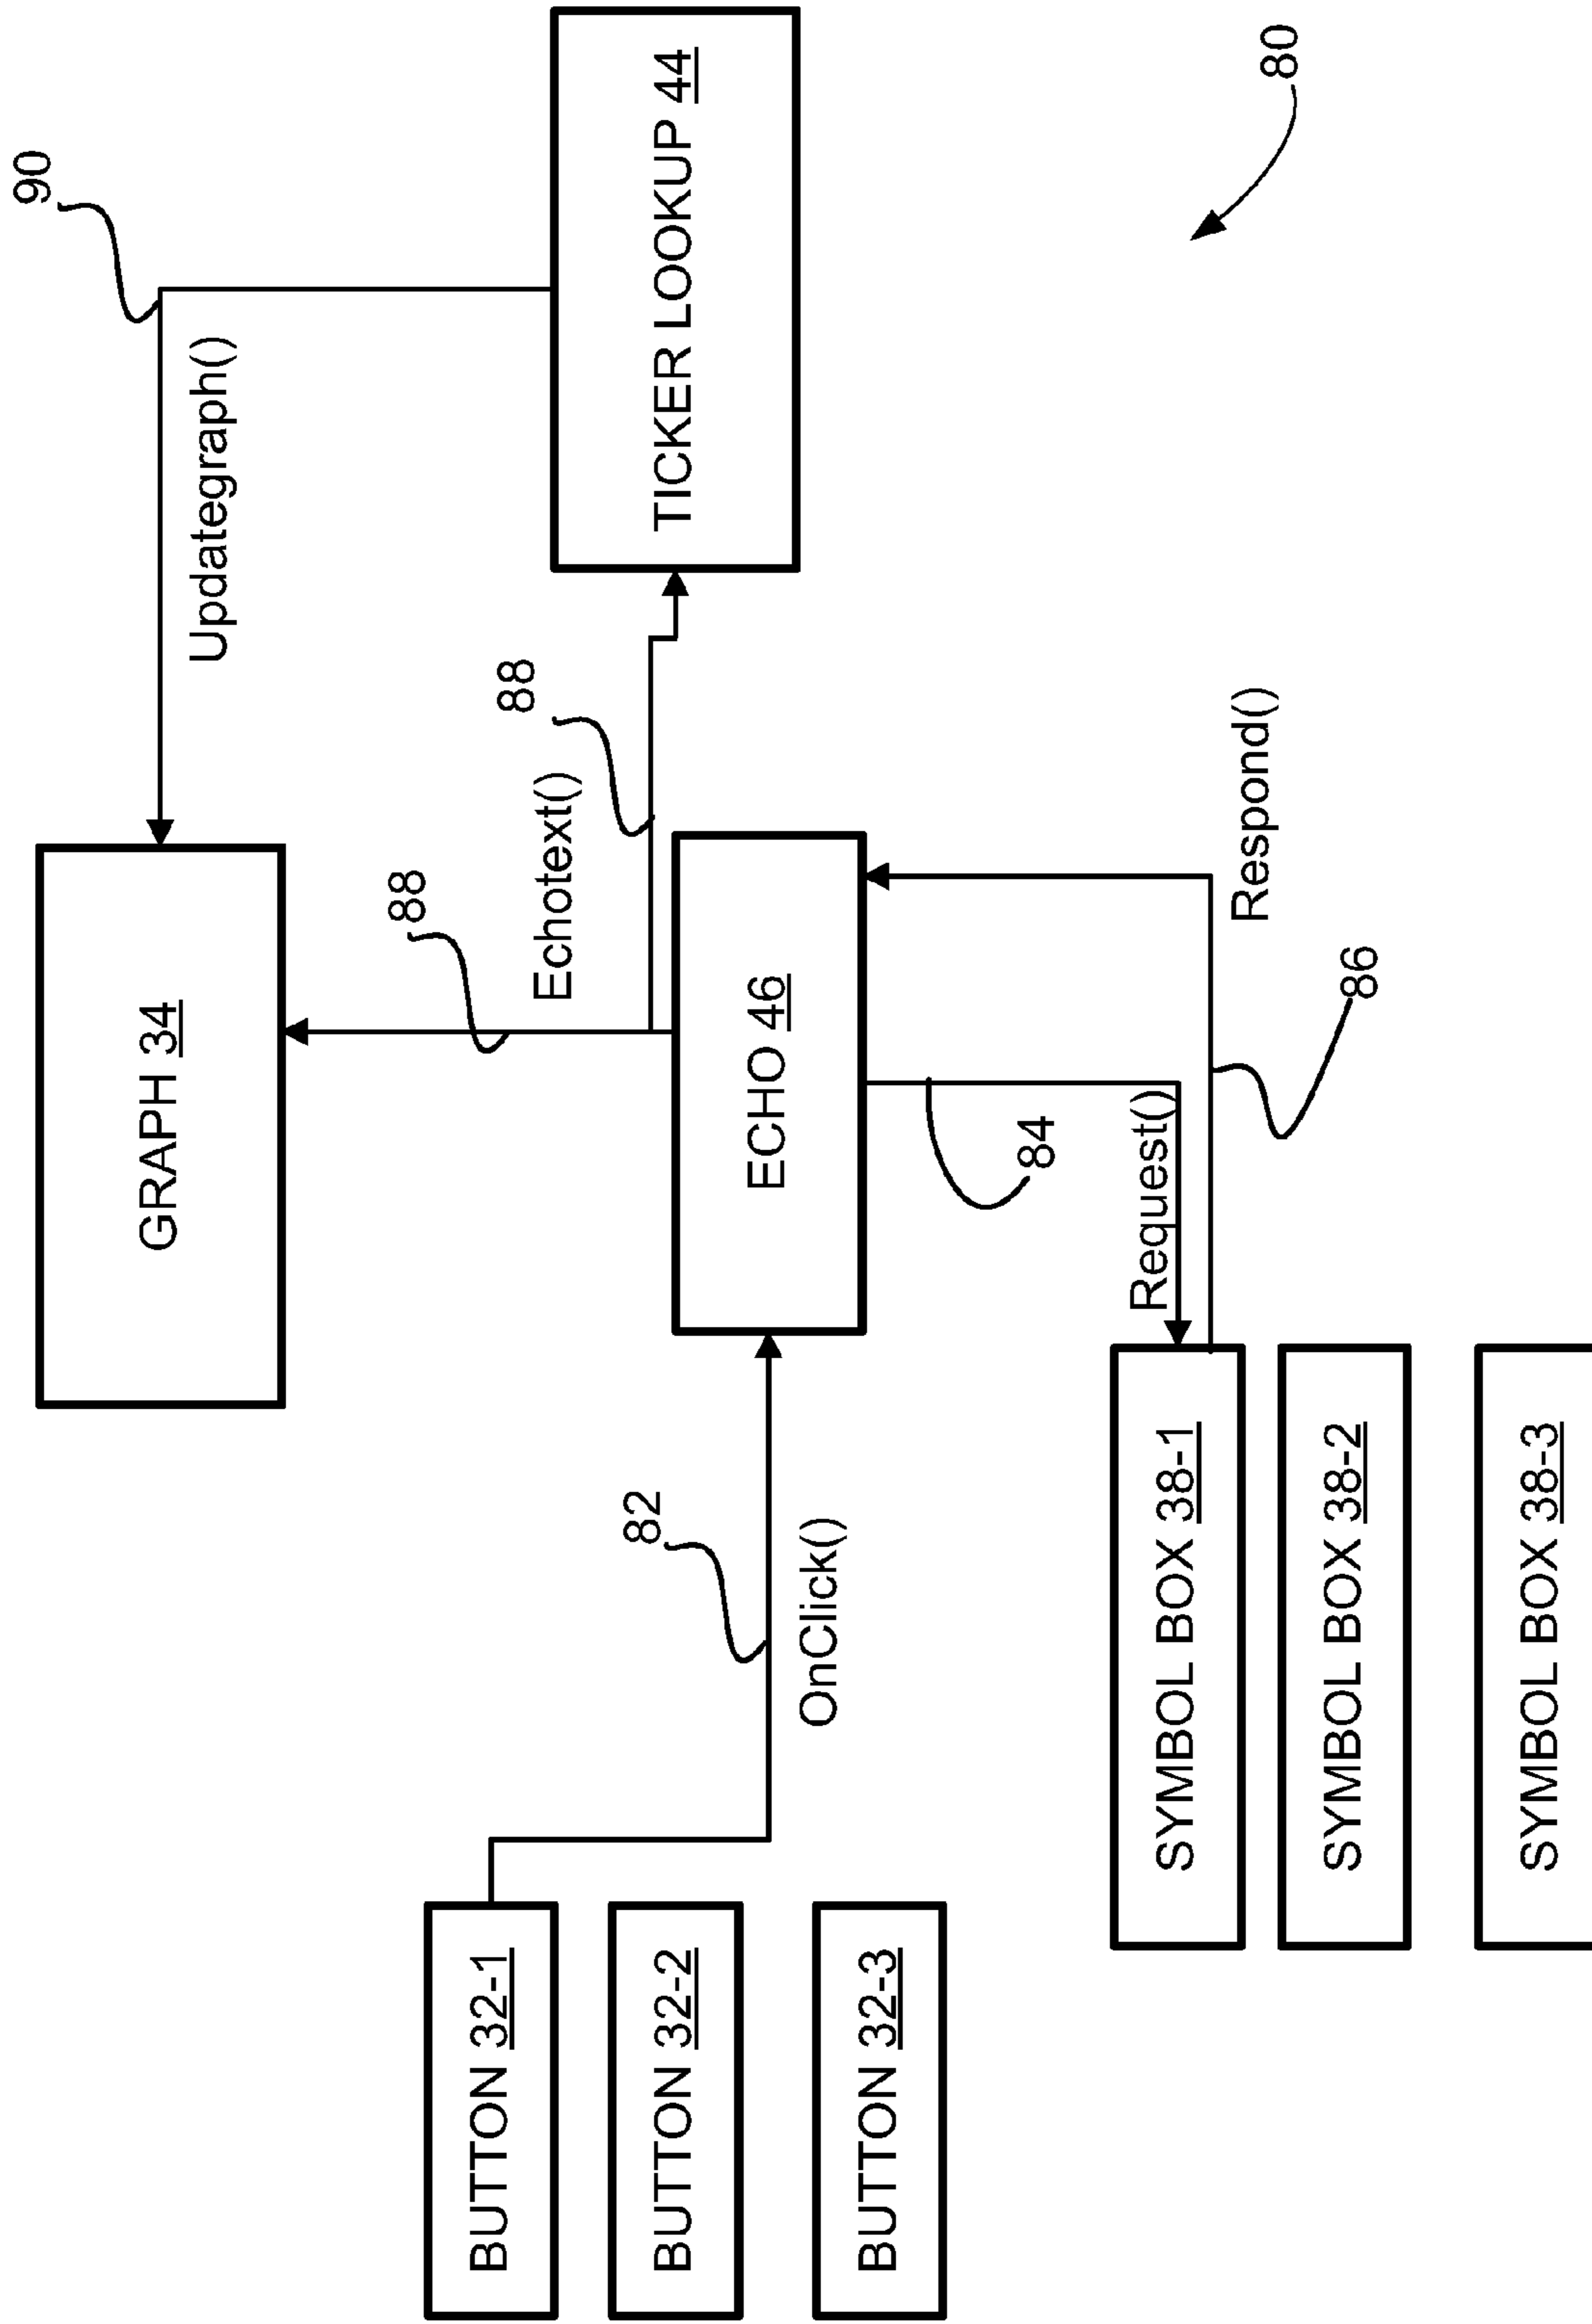 90
GRAPH 34
Updategraph()
88
88
Echotext()
TICKER LOOKUP 44
BUTTON 32-1
BUTTON 32-2
BUTTON 32-3
82
OnClick()
ECHO 46
84
Request()
Respond()
86
SYMBOL BOX 38-1
SYMBOL BOX 38-2
SYMBOL BOX 38-3
80